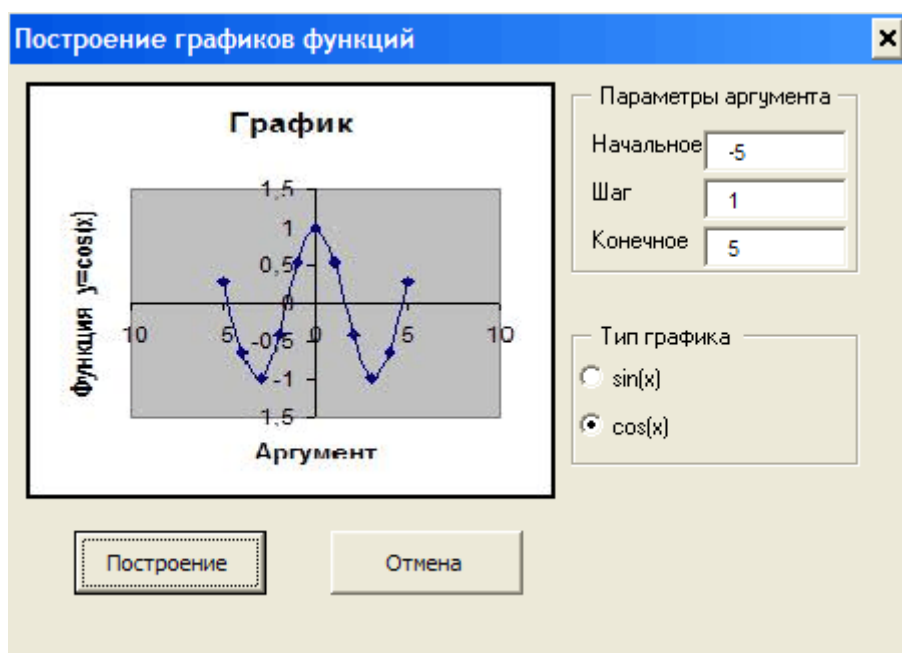 Построение графиков функций
График
Функция y=cos(x)
1,5
1
0,5
0
10 5 -0,5 0 5 10
-1
1,5
Аргумент
Параметры аргумента
Начальное -5
Шаг 1
Конечное 5
Тип графика
sin(x)
cos(x)
Построение Отмена